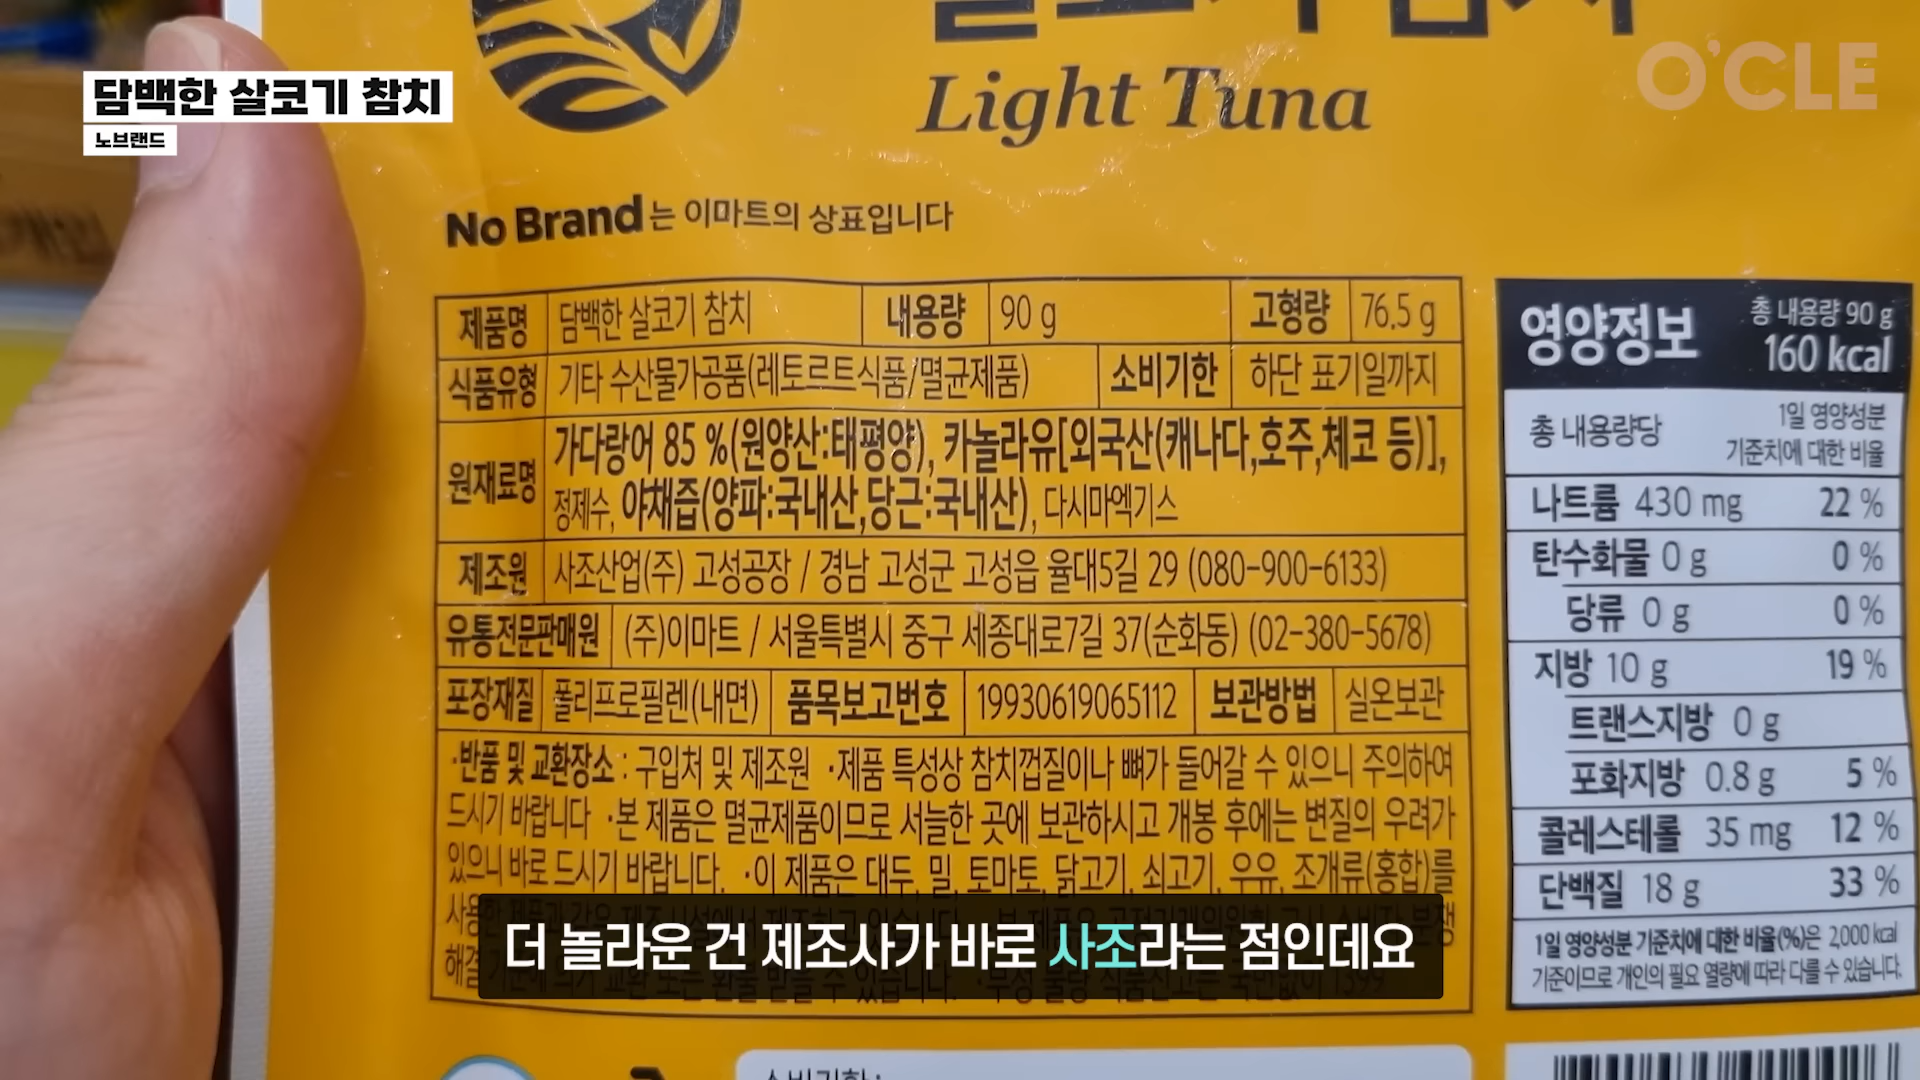 O'CLE
담백한 살코기 참치
노브랜드
Light Tuna
No Brand는 이마트의 상표입니다
제품명 담백한 살코기 참치 내용량 90 g 고형량 76.5 g
식품유형 기타 수산물가공품(레토르트식품/멸균제품) 소비기한 하단 표기일까지
원재료명 가다랑어 85 %(원양산:태평양), 카놀라유[외국산(캐나다,호주,체코 등)],
정제수, 야채즙(양파:국내산,당근:국내산), 다시마엑기스
제조원 사조산업(주) 고성공장 / 경남 고성군 고성읍 율대5길 29 (080-900-6133)
유통전문판매원 (주)이마트 / 서울특별시 중구 세종대로7길 37(순화동) (02-380-5678)
포장재질 폴리프로필렌(내면) 품목보고번호 19930619065112 보관방법 실온보관
·반품 및 교환장소 : 구입처 및 제조원 ·제품 특성상 참치껍질이나 뼈가 들어갈 수 있으니 주의하여
드시기 바랍니다 ·본 제품은 멸균제품이므로 서늘한 곳에 보관하시고 개봉 후에는 변질의 우려가
있으니 바로 드시기 바랍니다. ·이 제품은 대두, 밀, 토마토, 닭고기, 쇠고기, 우유, 조개류(홍합)를
영양정보 총 내용량 90 g
160 kcal
총 내용량당 1일 영양성분
기준치에 대한 비율
나트륨 430 mg 22 %
탄수화물 0 g 0 %
당류 0 g 0 %
지방 10 g 19 %
트랜스지방 0 g
포화지방 0.8 g 5 %
콜레스테롤 35 mg 12 %
단백질 18 g 33 %
1일 영양성분 기준치에 대한 비율(%)은 2,000 kcal
기준이므로 개인의 필요 열량에 따라 다를 수 있습니다.
더 놀라운 건 제조사가 바로 사조라는 점인데요